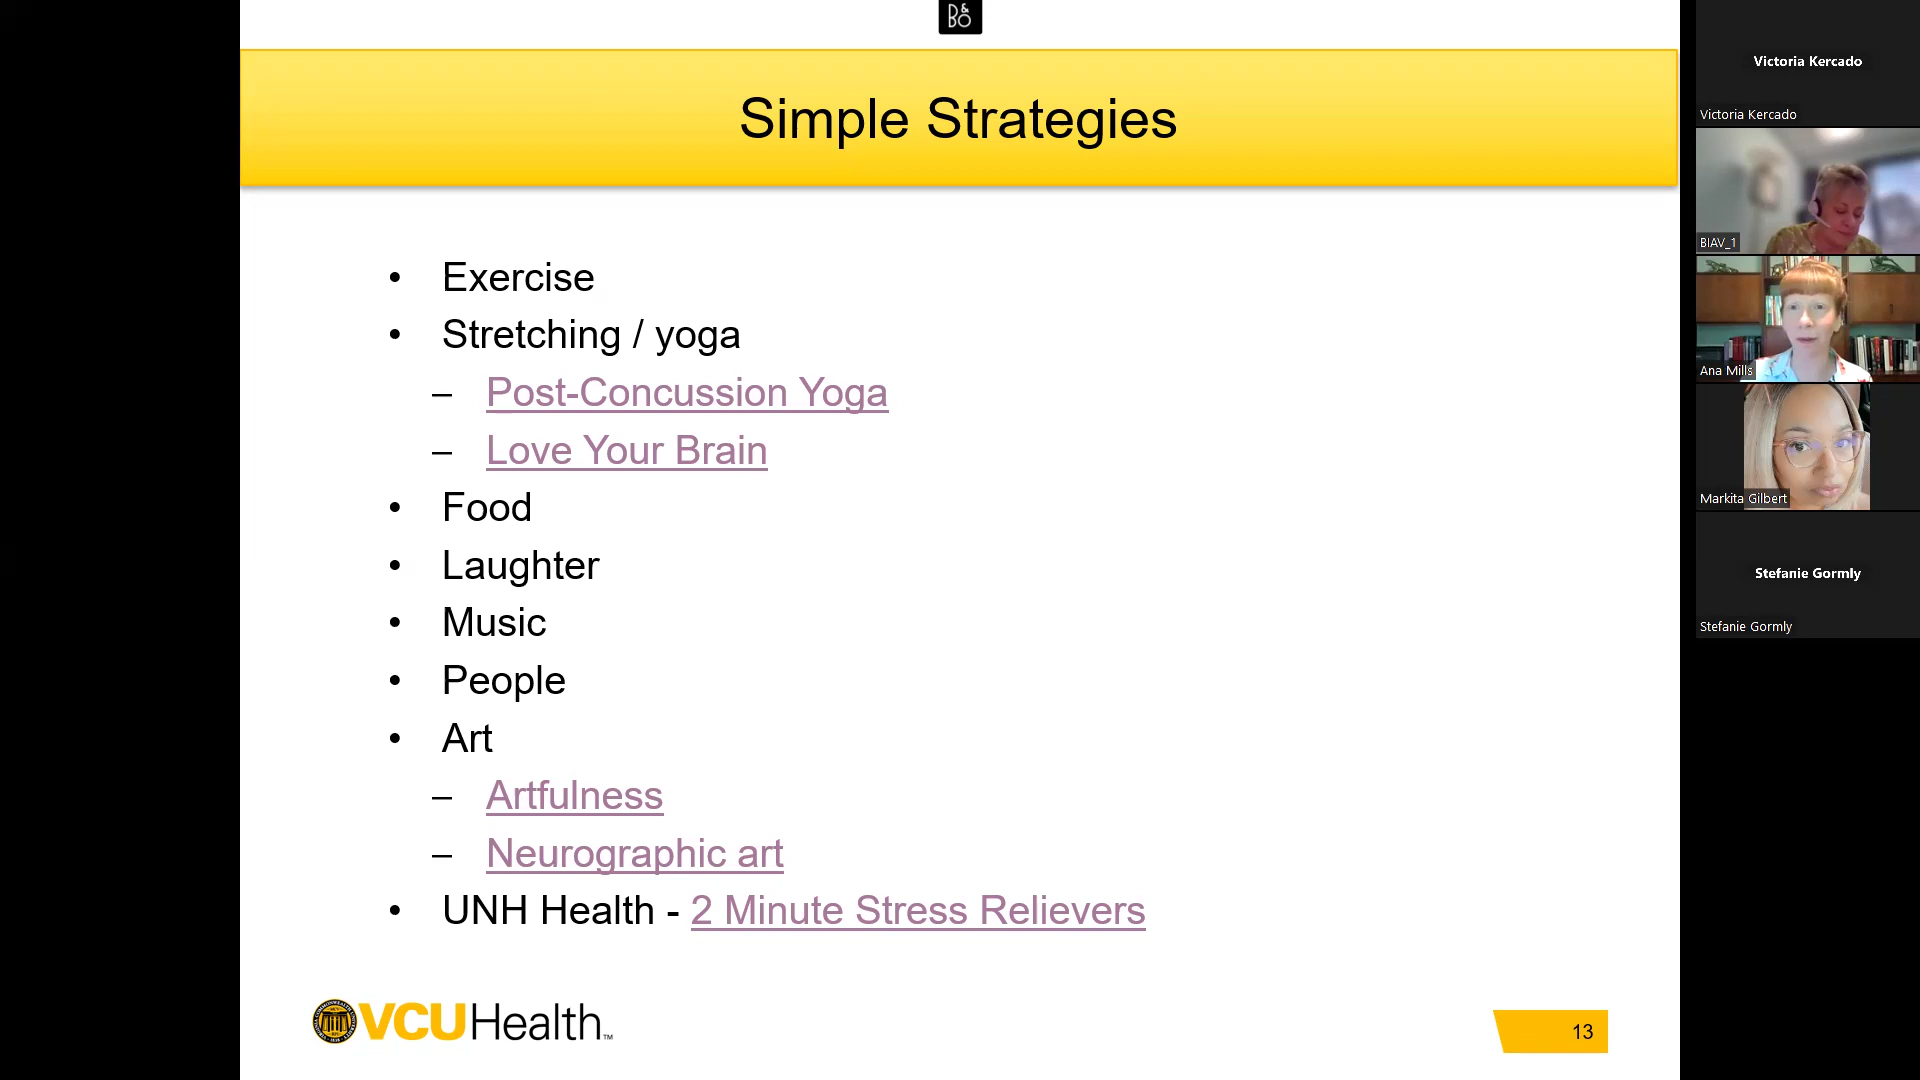 B&O
Simple Strategies
• Exercise
• Stretching / yoga
– Post-Concussion Yoga
– Love Your Brain
• Food
• Laughter
• Music
• People
• Art
– Artfulness
– Neurographic art
• UNH Health - 2 Minute Stress Relievers
VCUHealth™
13
Victoria Kercado
Victoria Kercado
BIAV_1
Ana Mills
Markita Gilbert
Stefanie Gormly
Stefanie Gormly